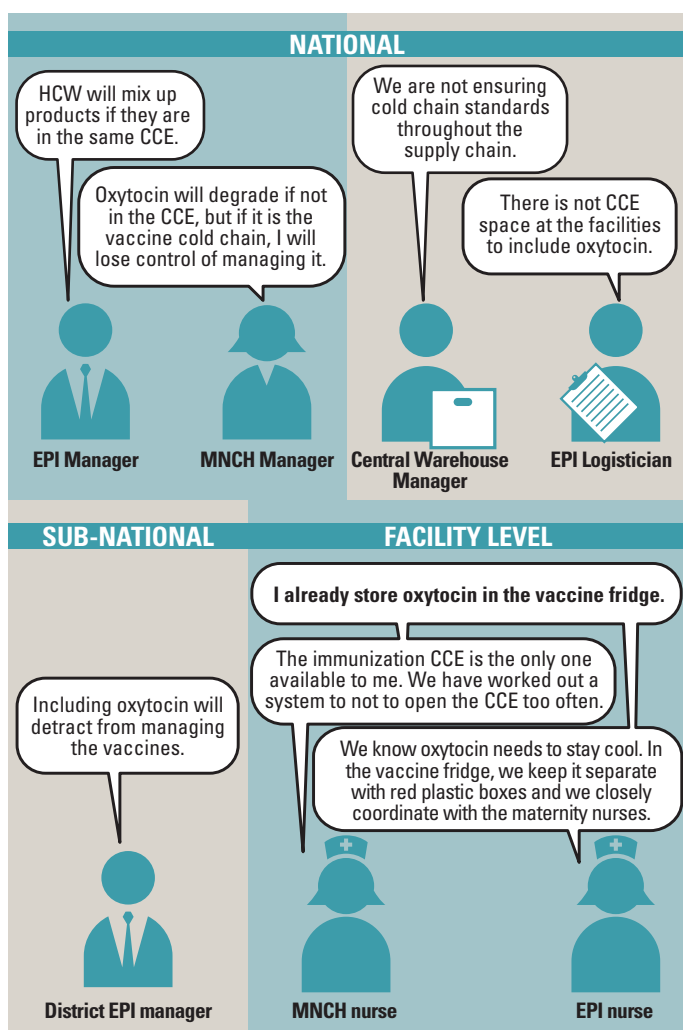 NATIONAL
HCW will mix up
products if they are
in the same CCE.
Oxytocin will degrade if not
in the CCE, but if it is the
vaccine cold chain, I will
lose control of managing it.
We are not ensuring
cold chain standards
throughout the
supply chain.
There is not CCE
space at the facilities
to include oxytocin.
EPI Manager
MNCH Manager
Central Warehouse
Manager
EPI Logistician
SUB-NATIONAL
Including oxytocin will
detract from managing
the vaccines.
District EPI manager
FACILITY LEVEL
I already store oxytocin in the vaccine fridge.
The immunization CCE is the only one
available to me. We have worked out a
system to not to open the CCE too often.
We know oxytocin needs to stay cool. In
the vaccine fridge, we keep it separate
with red plastic boxes and we closely
coordinate with the maternity nurses.
MNCH nurse
EPI nurse